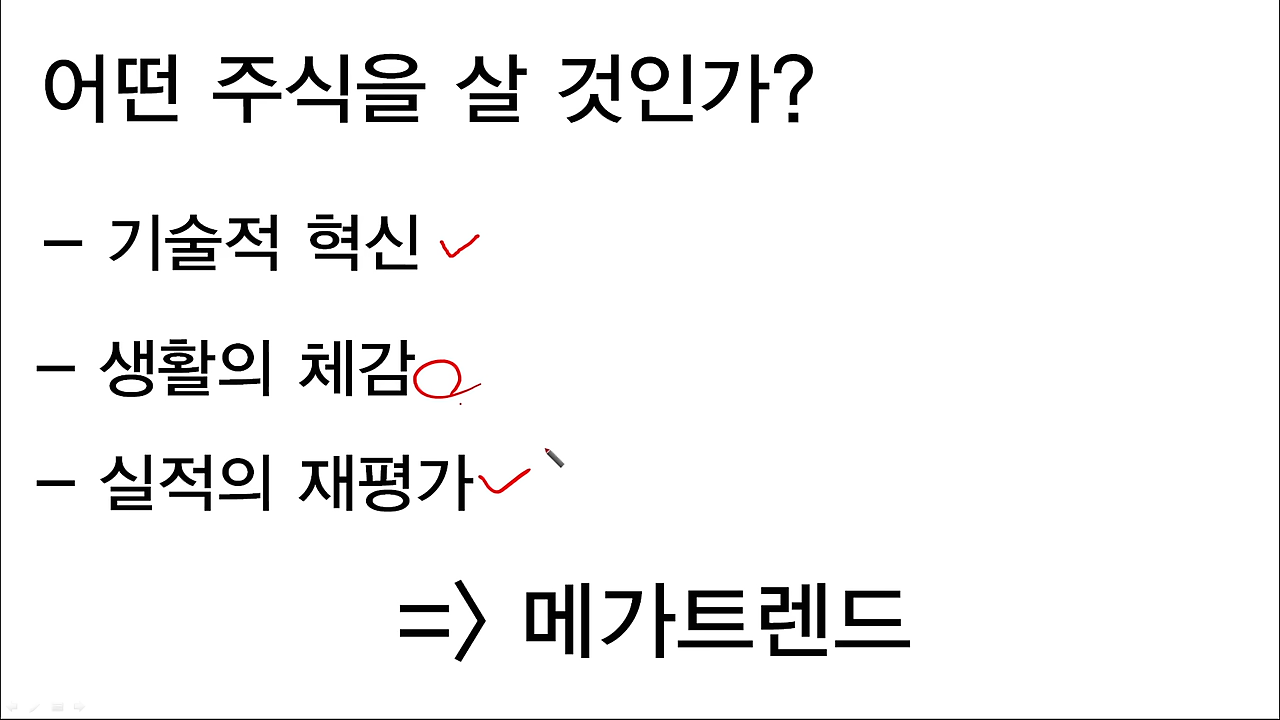 어떤 주식을 살 것인가?
- 기술적 혁신
- 생활의 체감
- 실적의 재평가
=> 메가트렌드